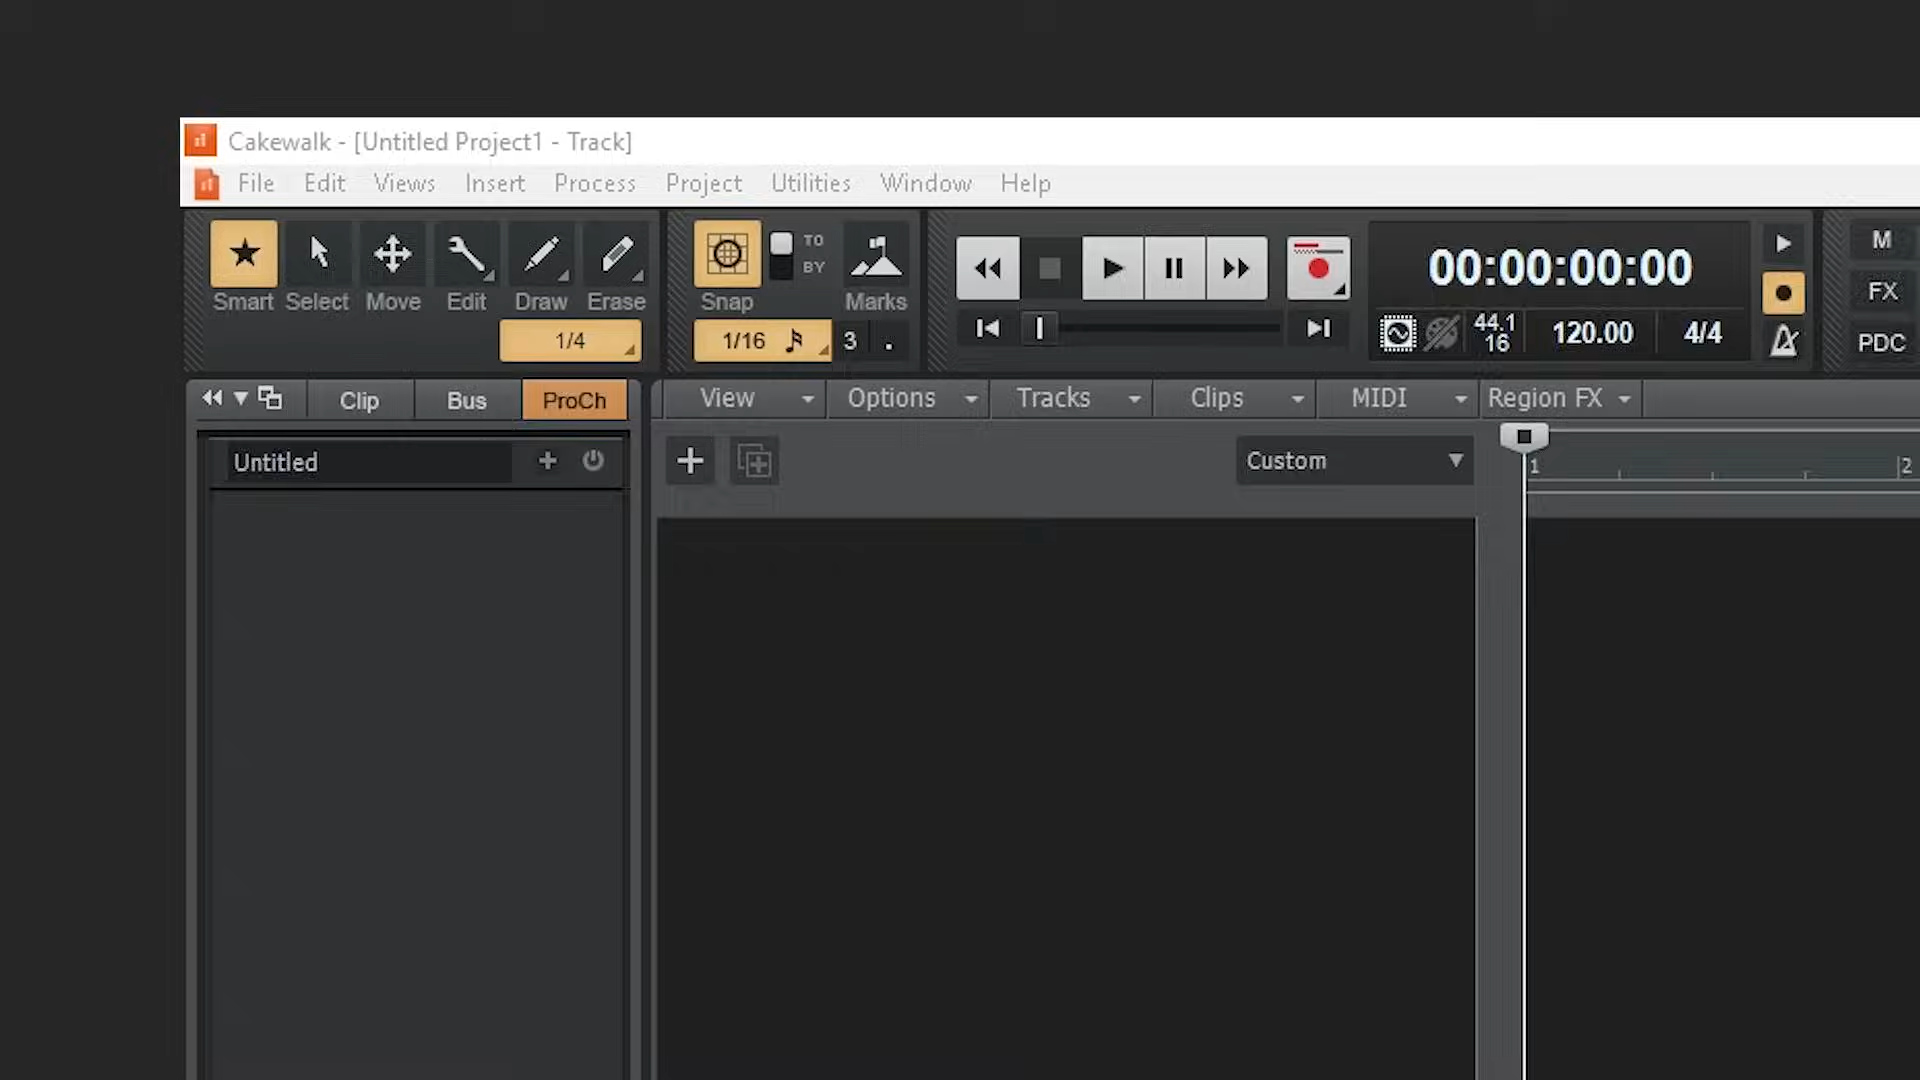 Cakewalk - [Untitled Project1 - Track]
File Edit Views Insert Process Project Utilities Window Help
TO
BY
00:00:00:00
M
Smart Select Move Edit Draw Erase
Snap
Marks
FX
1/4
1/16
3 .
44.1
16
120.00
4/4
PDC
Clip Bus ProCh
View Options Tracks Clips MIDI Region FX
Untitled
Custom
1 2